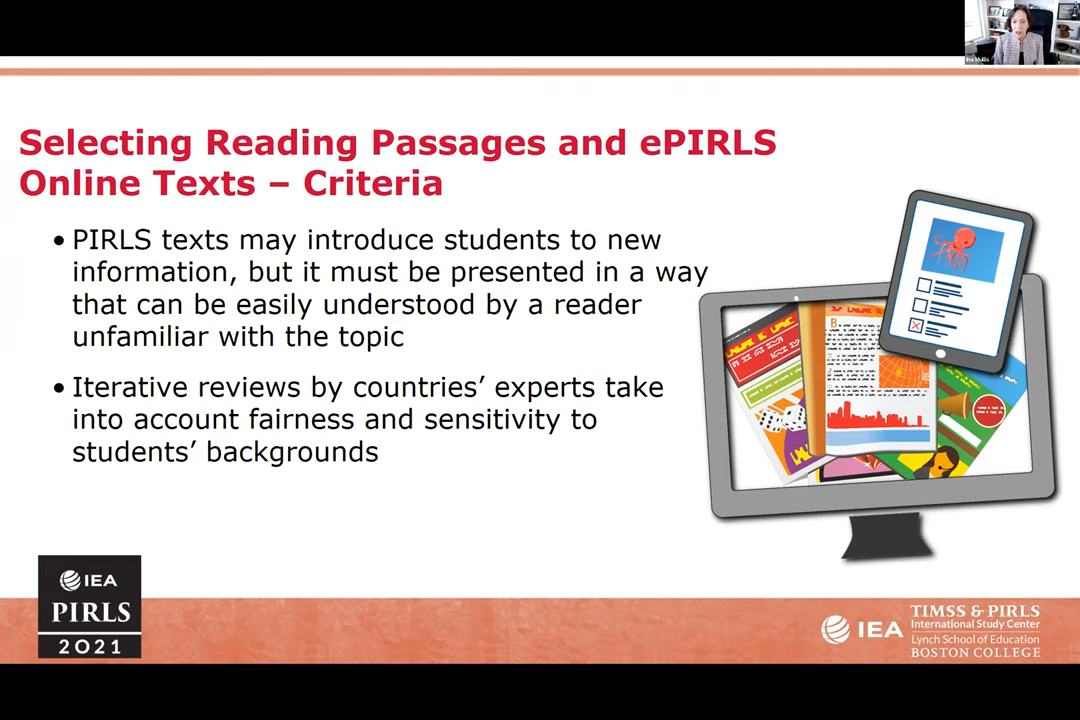 Ina Mullis
Selecting Reading Passages and ePIRLS
Online Texts – Criteria
• PIRLS texts may introduce students to new
information, but it must be presented in a way
that can be easily understood by a reader
unfamiliar with the topic
• Iterative reviews by countries’ experts take
into account fairness and sensitivity to
students’ backgrounds
IEA
PIRLS
2021
IEA
TIMSS & PIRLS
International Study Center
Lynch School of Education
BOSTON COLLEGE